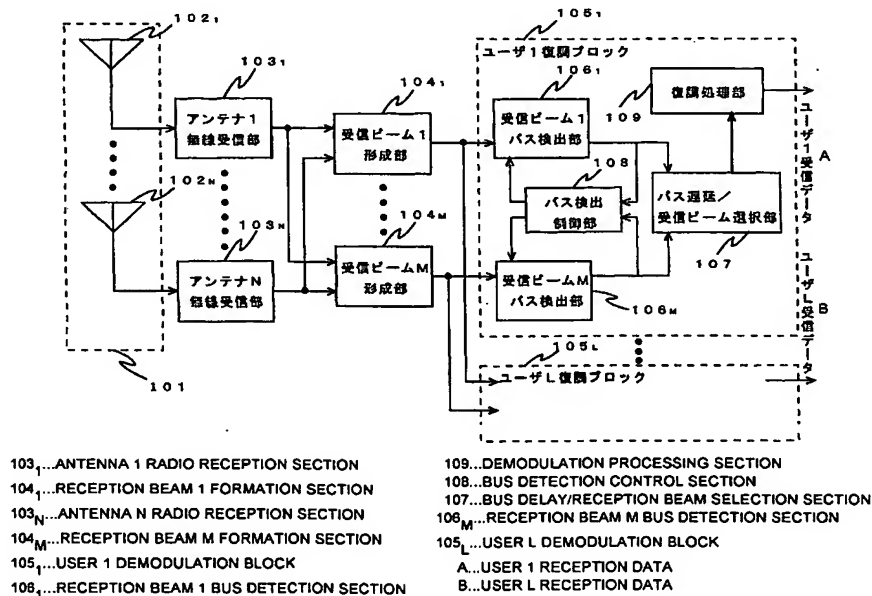 102₁
103₁
104₁
105₁
ユーザ1復調ブロック
106₁
109
復調処理部
アンテナ1
無線受信部
受信ビーム1
形成部
受信ビーム1
パス検出部
108
パス検出
制御部
パス遅延/
受信ビーム選択部
107
ユーザ1受信データ
A
102N
103N
104M
アンテナN
無線受信部
受信ビームM
形成部
受信ビームM
パス検出部
106M
ユーザL受信データ
B
101
105L
ユーザL復調ブロック
103₁...ANTENNA 1 RADIO RECEPTION SECTION
104₁...RECEPTION BEAM 1 FORMATION SECTION
103N...ANTENNA N RADIO RECEPTION SECTION
104M...RECEPTION BEAM M FORMATION SECTION
105₁...USER 1 DEMODULATION BLOCK
106₁...RECEPTION BEAM 1 BUS DETECTION SECTION
109...DEMODULATION PROCESSING SECTION
108...BUS DETECTION CONTROL SECTION
107...BUS DELAY/RECEPTION BEAM SELECTION SECTION
106M...RECEPTION BEAM M BUS DETECTION SECTION
105L...USER L DEMODULATION BLOCK
A...USER 1 RECEPTION DATA
B...USER L RECEPTION DATA